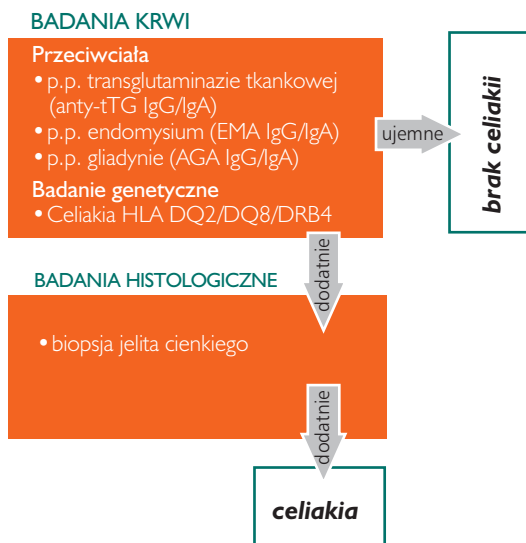 BADANIA KRWI
Przeciwciała
• p.p. transglutaminazie tkankowej
(anty-tTG IgG/IgA)
• p.p. endomysium (EMA IgG/IgA)
• p.p. gliadynie (AGA IgG/IgA)
Badanie genetyczne
• Celiakia HLA DQ2/DQ8/DRB4
ujemne
brak celiakii
dodatnie
BADANIA HISTOLOGICZNE
• biopsja jelita cienkiego
dodatnie
celiakia